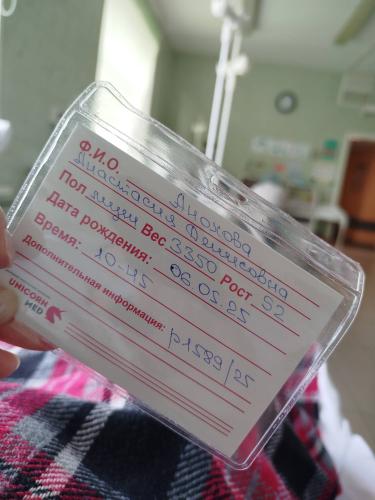 Ф.И.О. Анохова
Анастасия Денисовна
Пол жен Вес 3350 Рост 52
Дата рождения: 06.05.25
Время: 10-45
Дополнительная информация: р1589/25
UNICORN
MED